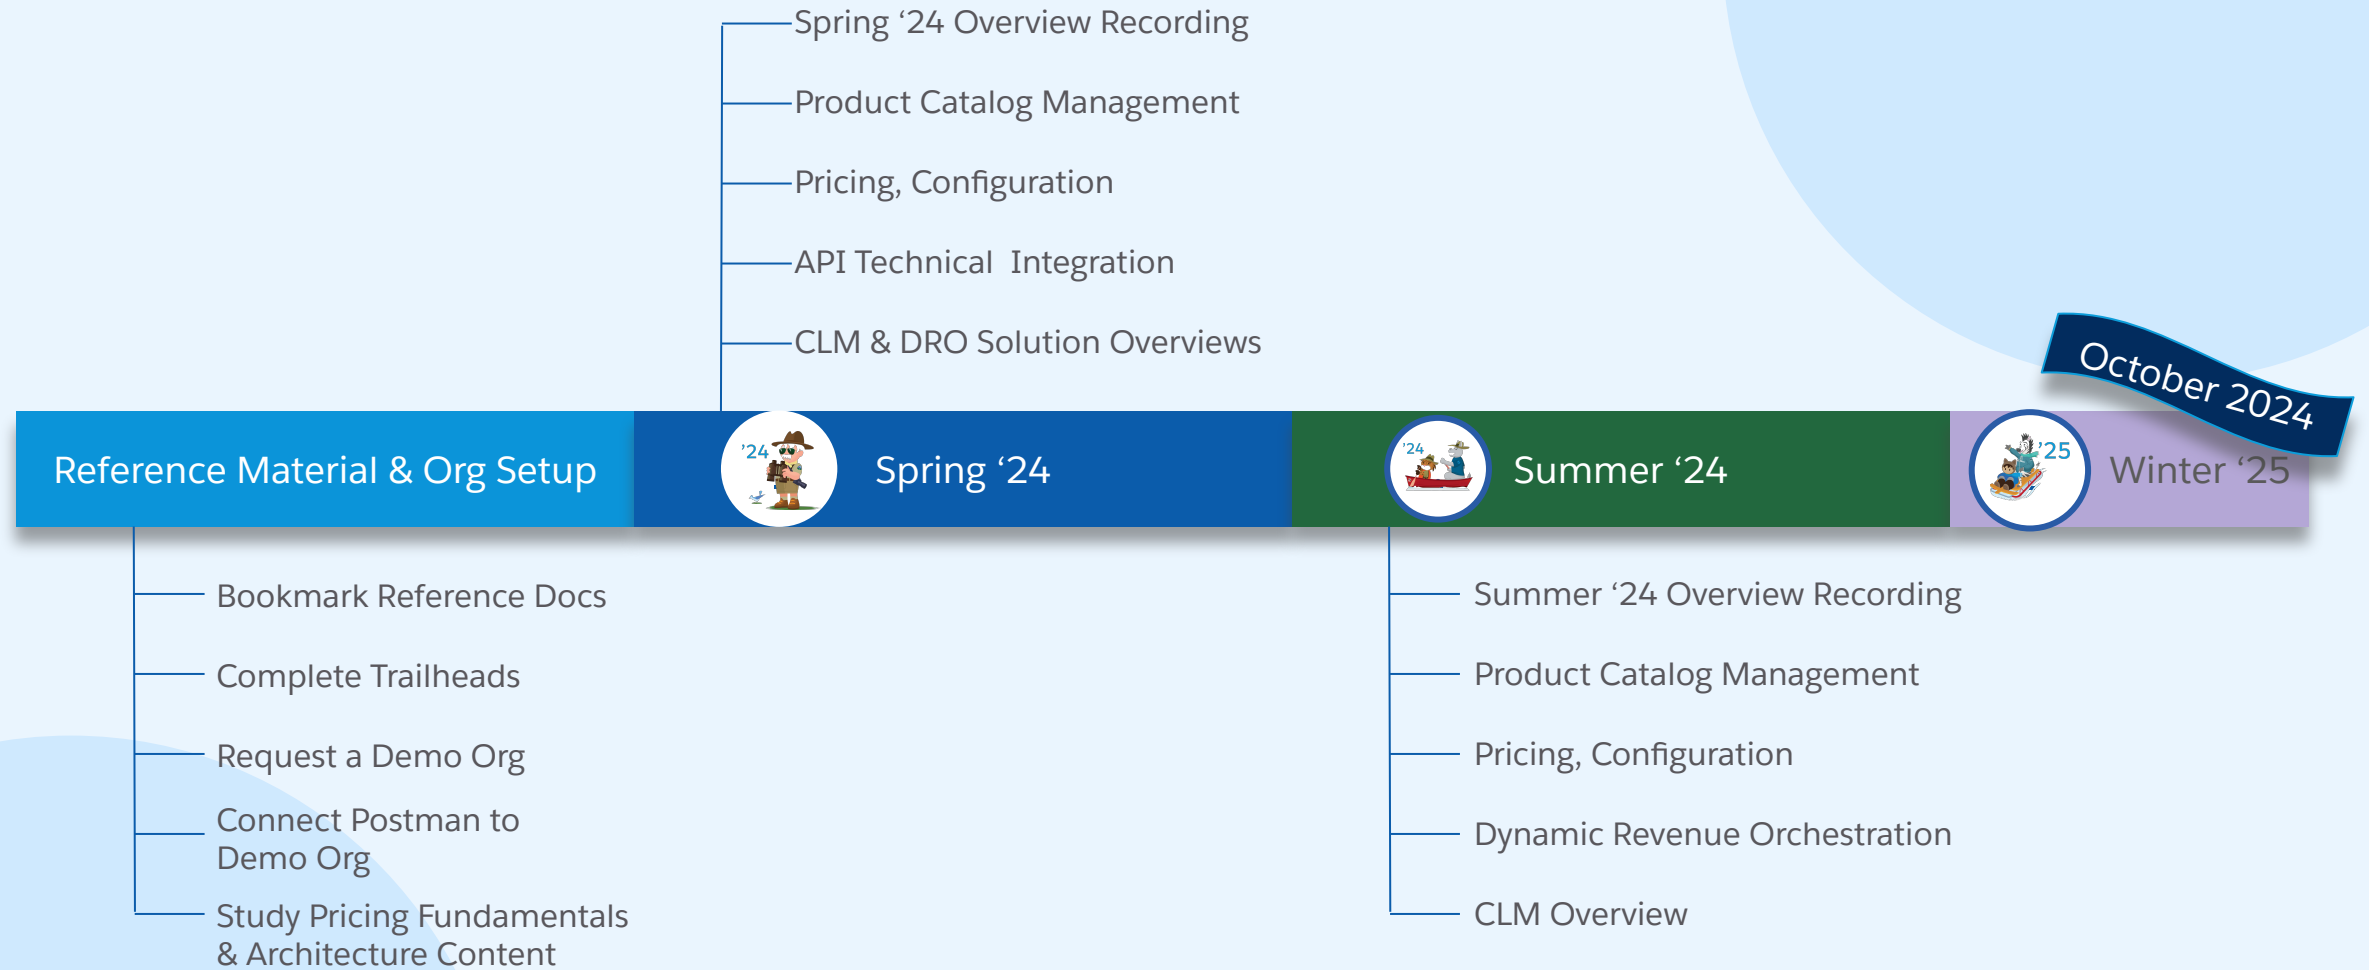 Spring ‘24 Overview Recording
Product Catalog Management
Pricing, Configuration
API Technical  Integration
CLM & DRO Solution Overviews
October 2024
Reference Material & Org Setup
’24
Spring ‘24
’24
Summer ‘24
’25
Winter ‘25
Bookmark Reference Docs
Complete Trailheads
Request a Demo Org
Connect Postman to
Demo Org
Study Pricing Fundamentals
& Architecture Content
Summer ‘24 Overview Recording
Product Catalog Management
Pricing, Configuration
Dynamic Revenue Orchestration
CLM Overview